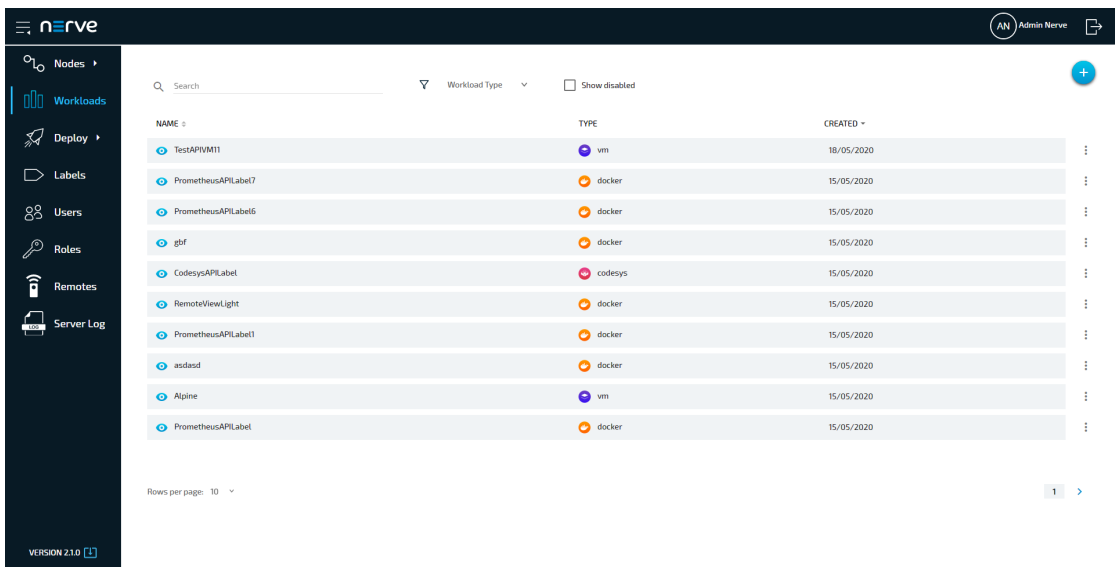 nerve
AN Admin Nerve
Nodes
Workloads
Deploy
Labels
Users
Roles
Remotes
LOG Server Log
VERSION 2.1.0
Search Workload Type Show disabled
+
NAME TYPE CREATED
TestAPIVM11 vm 18/05/2020
PrometheusAPILabel7 docker 15/05/2020
PrometheusAPILabel6 docker 15/05/2020
gbf docker 15/05/2020
CodesysAPILabel codesys 15/05/2020
RemoteViewLight docker 15/05/2020
PrometheusAPILabel1 docker 15/05/2020
asdasd docker 15/05/2020
Alpine vm 15/05/2020
PrometheusAPILabel docker 15/05/2020
Rows per page: 10 1